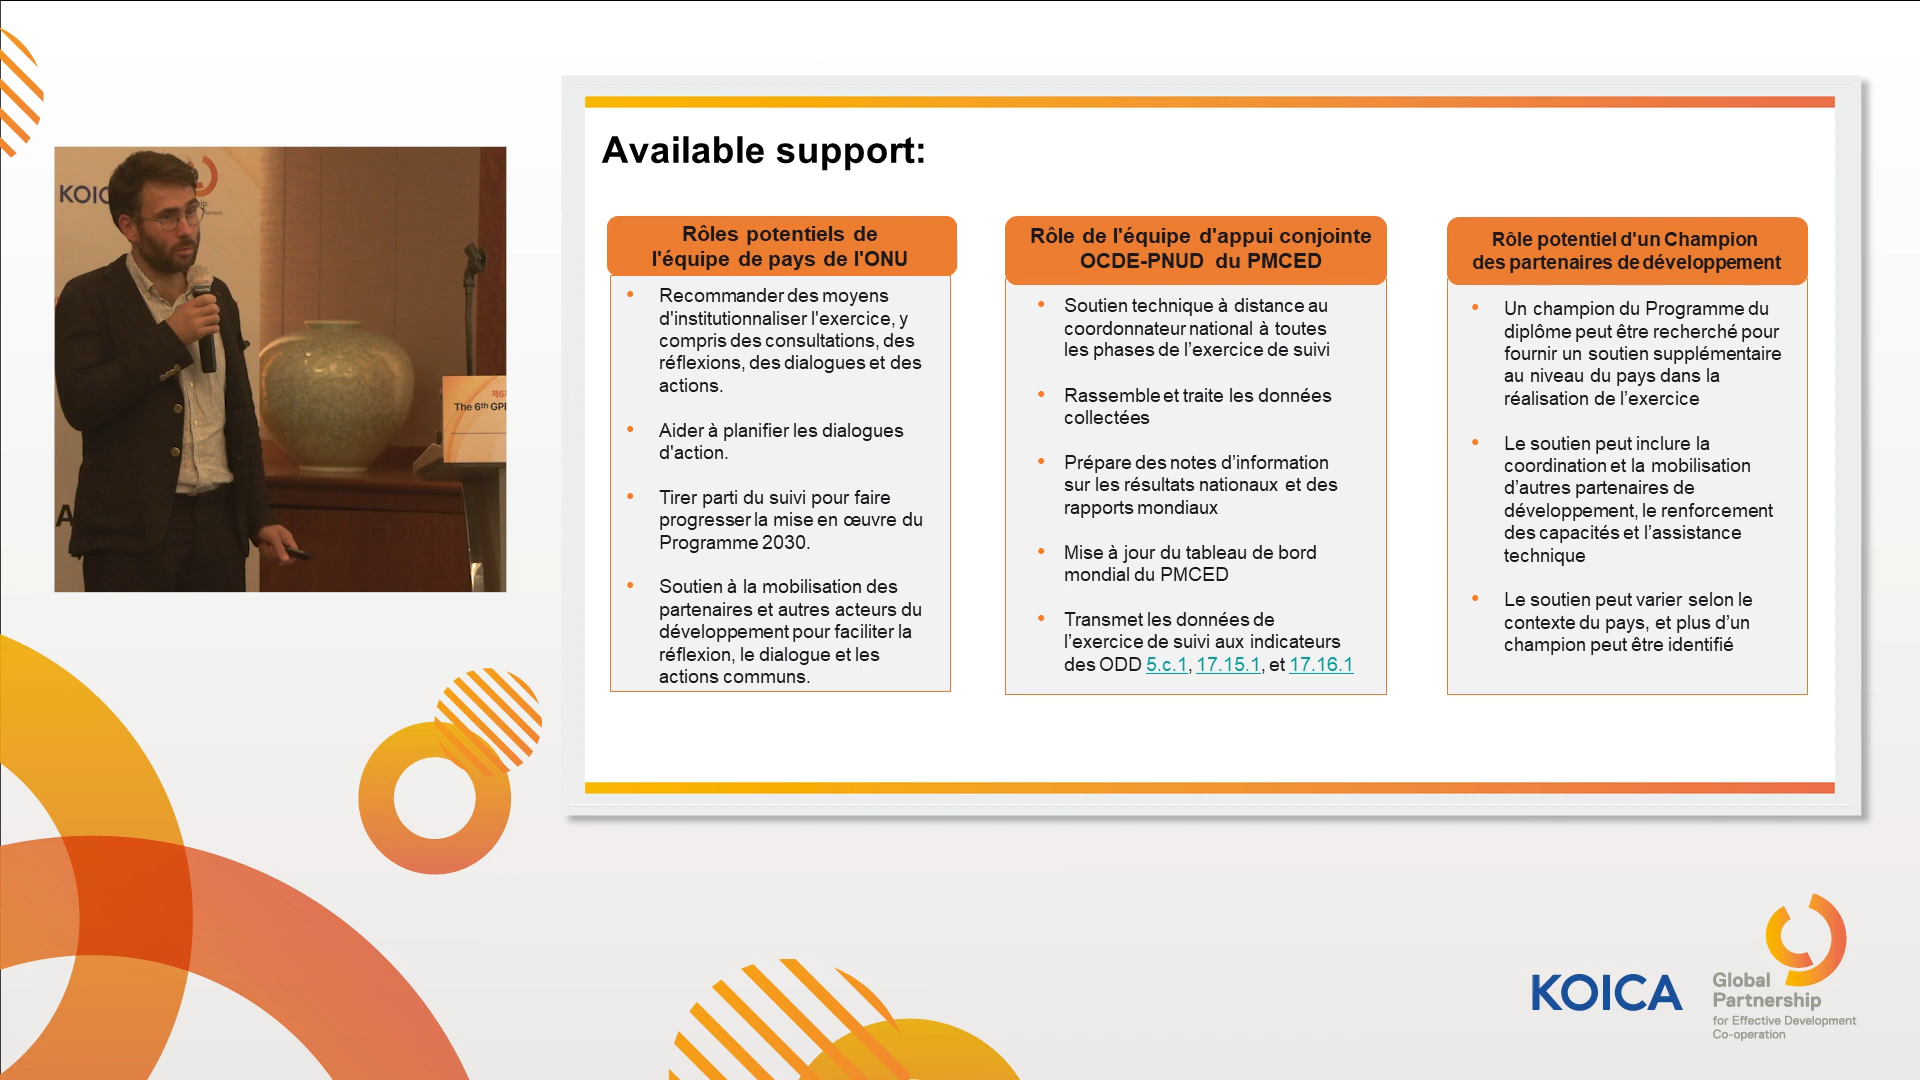 KOIC
The 6th GPI
Available support:
Rôles potentiels de
l'équipe de pays de l'ONU
• Recommander des moyens
d'institutionnaliser l'exercice, y
compris des consultations, des
réflexions, des dialogues et des
actions.
• Aider à planifier les dialogues
d'action.
• Tirer parti du suivi pour faire
progresser la mise en œuvre du
Programme 2030.
• Soutien à la mobilisation des
partenaires et autres acteurs du
développement pour faciliter la
réflexion, le dialogue et les
actions communs.
Rôle de l'équipe d'appui conjointe
OCDE-PNUD du PMCED
• Soutien technique à distance au
coordonnateur national à toutes
les phases de l’exercice de suivi
• Rassemble et traite les données
collectées
• Prépare des notes d’information
sur les résultats nationaux et des
rapports mondiaux
• Mise à jour du tableau de bord
mondial du PMCED
• Transmet les données de
l’exercice de suivi aux indicateurs
des ODD 5.c.1, 17.15.1, et 17.16.1
Rôle potentiel d'un Champion
des partenaires de développement
• Un champion du Programme du
diplôme peut être recherché pour
fournir un soutien supplémentaire
au niveau du pays dans la
réalisation de l’exercice
• Le soutien peut inclure la
coordination et la mobilisation
d’autres partenaires de
développement, le renforcement
des capacités et l’assistance
technique
• Le soutien peut varier selon le
contexte du pays, et plus d’un
champion peut être identifié
KOICA
Global
Partnership
for Effective Development
Co-operation